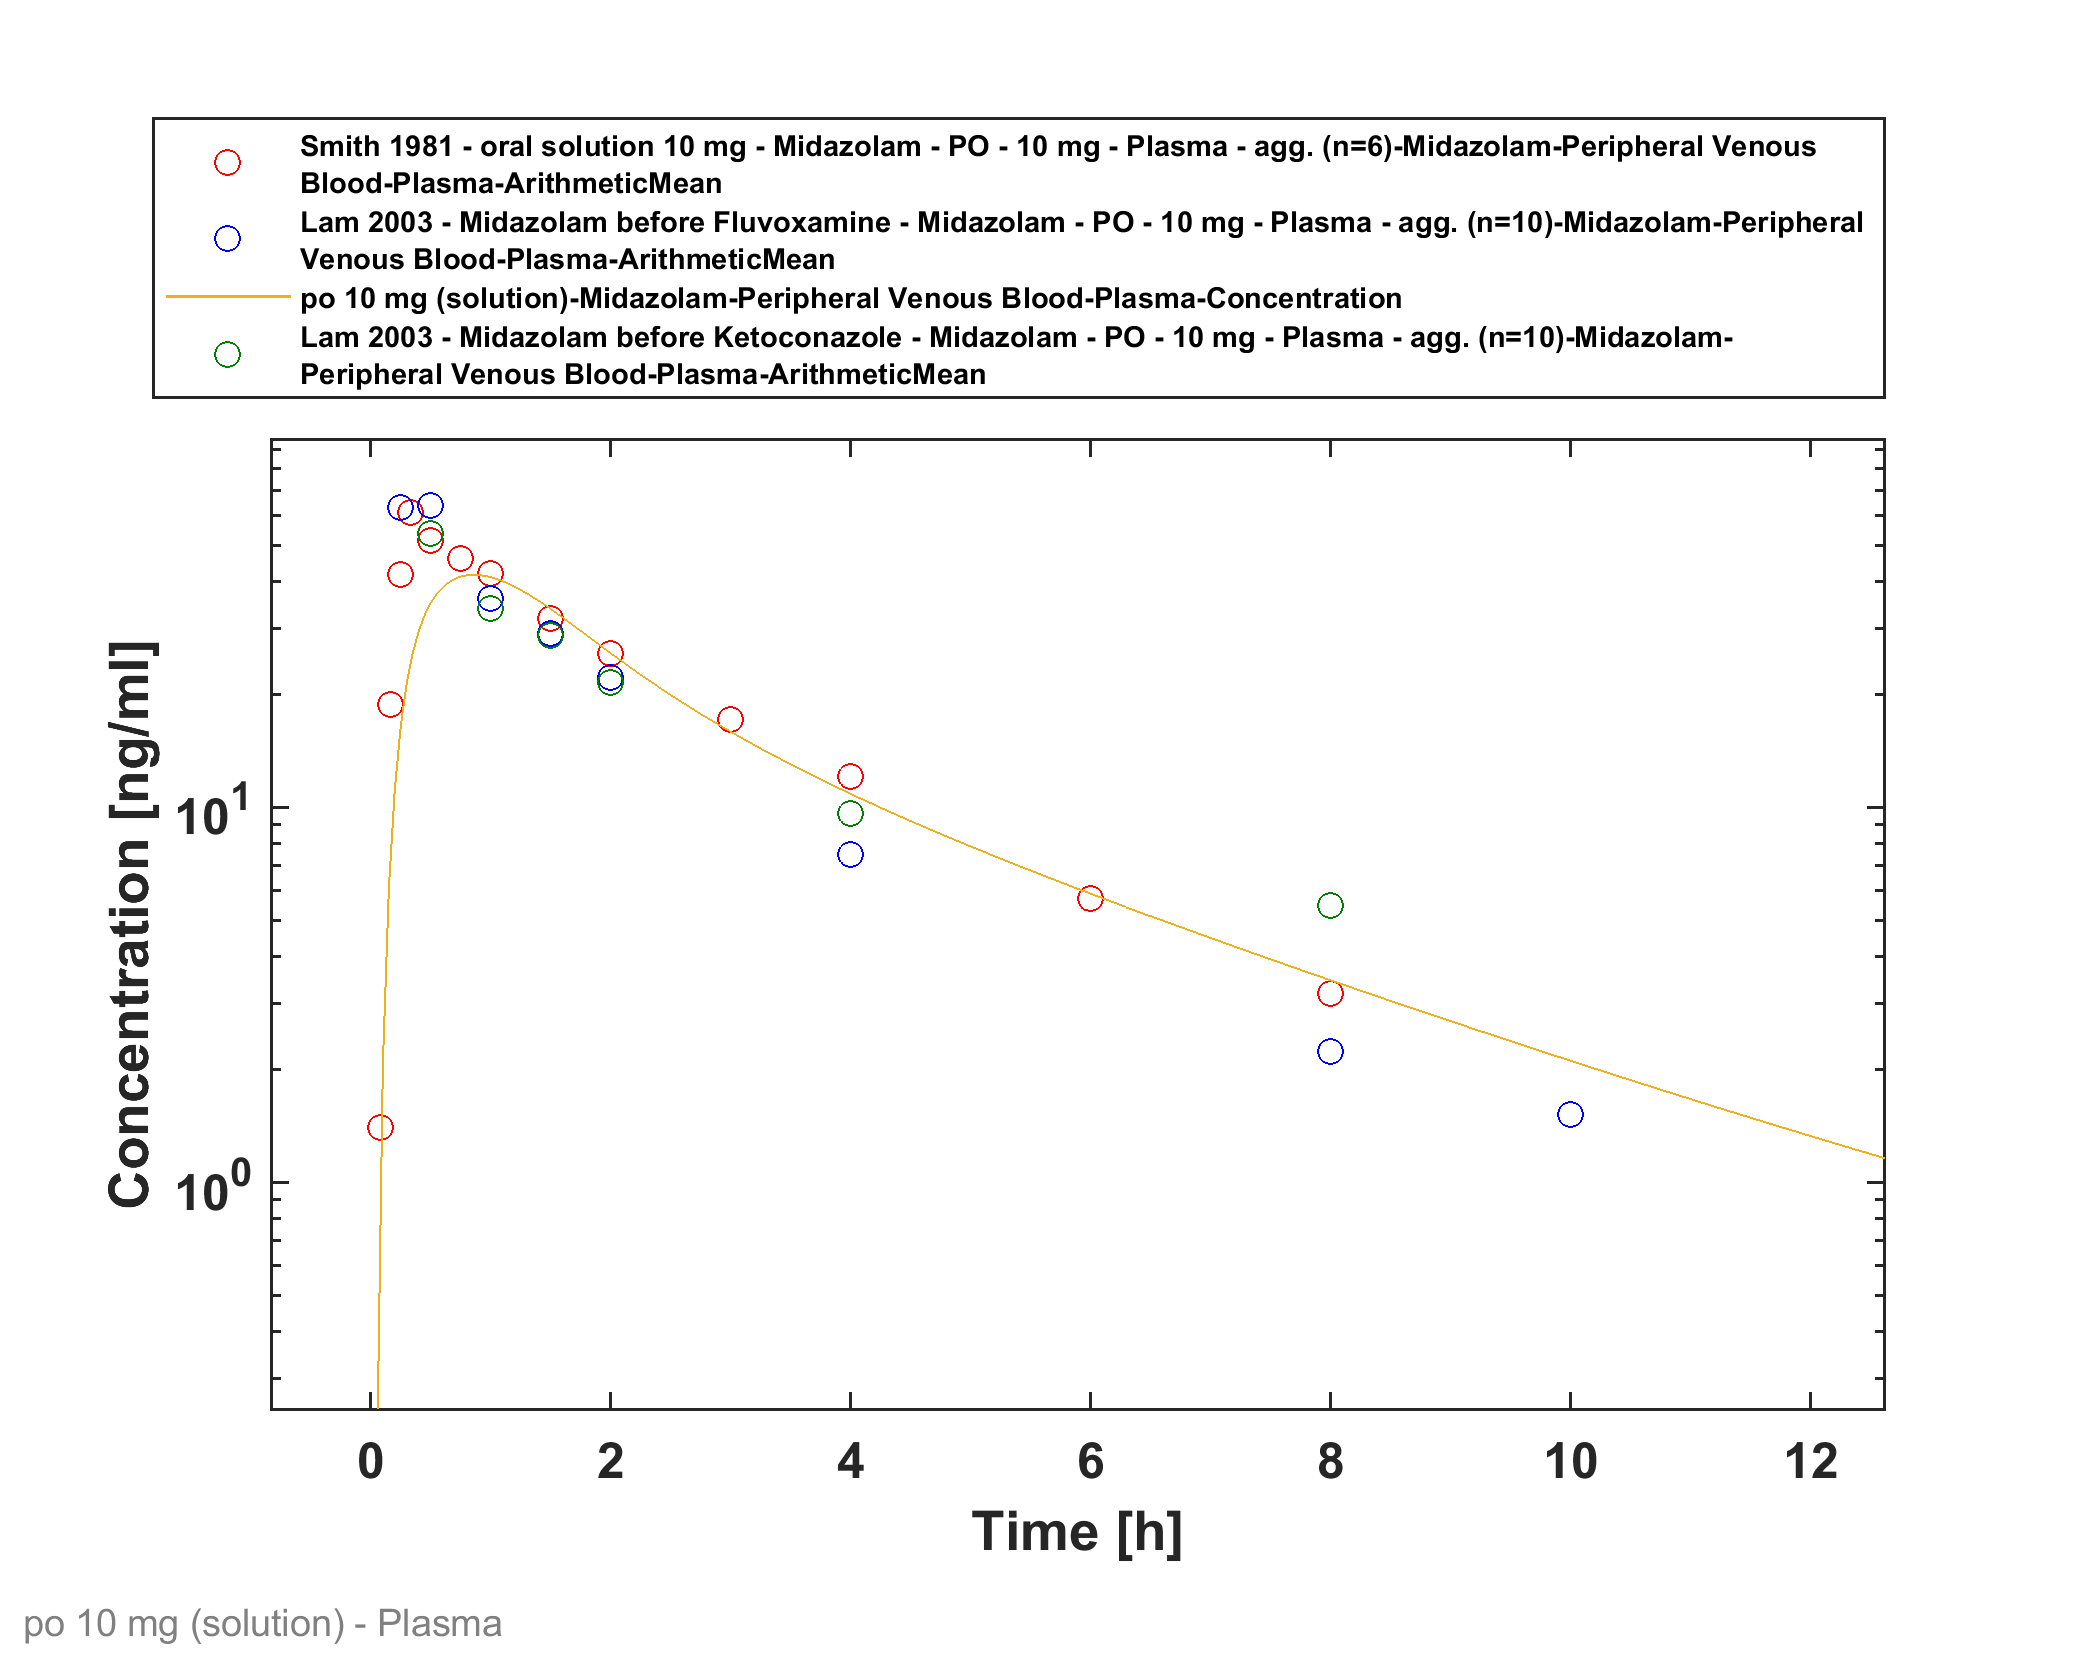 Smith 1981 - oral solution 10 mg - Midazolam - PO - 10 mg - Plasma - agg. (n=6)-Midazolam-Peripheral Venous
Blood-Plasma-ArithmeticMean
Lam 2003 - Midazolam before Fluvoxamine - Midazolam - PO - 10 mg - Plasma - agg. (n=10)-Midazolam-Peripheral
Venous Blood-Plasma-ArithmeticMean
po 10 mg (solution)-Midazolam-Peripheral Venous Blood-Plasma-Concentration
Lam 2003 - Midazolam before Ketoconazole - Midazolam - PO - 10 mg - Plasma - agg. (n=10)-Midazolam-
Peripheral Venous Blood-Plasma-ArithmeticMean
Concentration [ng/ml]
10^1
10^0
0 2 4 6 8 10 12
Time [h]
po 10 mg (solution) - Plasma